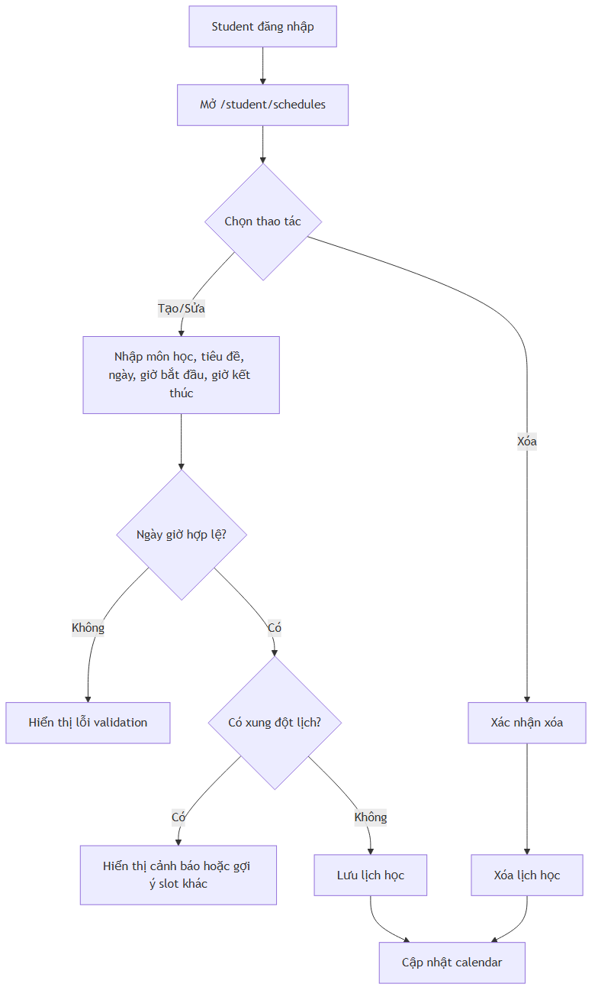 Student đăng nhập
Mở /student/schedules
Chọn thao tác
Tạo/Sửa
Nhập môn học, tiêu đề,
ngày, giờ bắt đầu, giờ kết
thúc
Xóa
Ngày giờ hợp lệ?
Không
Có
Hiển thị lỗi validation
Có xung đột lịch?
Xác nhận xóa
Có
Không
Hiển thị cảnh báo hoặc gợi
ý slot khác
Lưu lịch học
Xóa lịch học
Cập nhật calendar